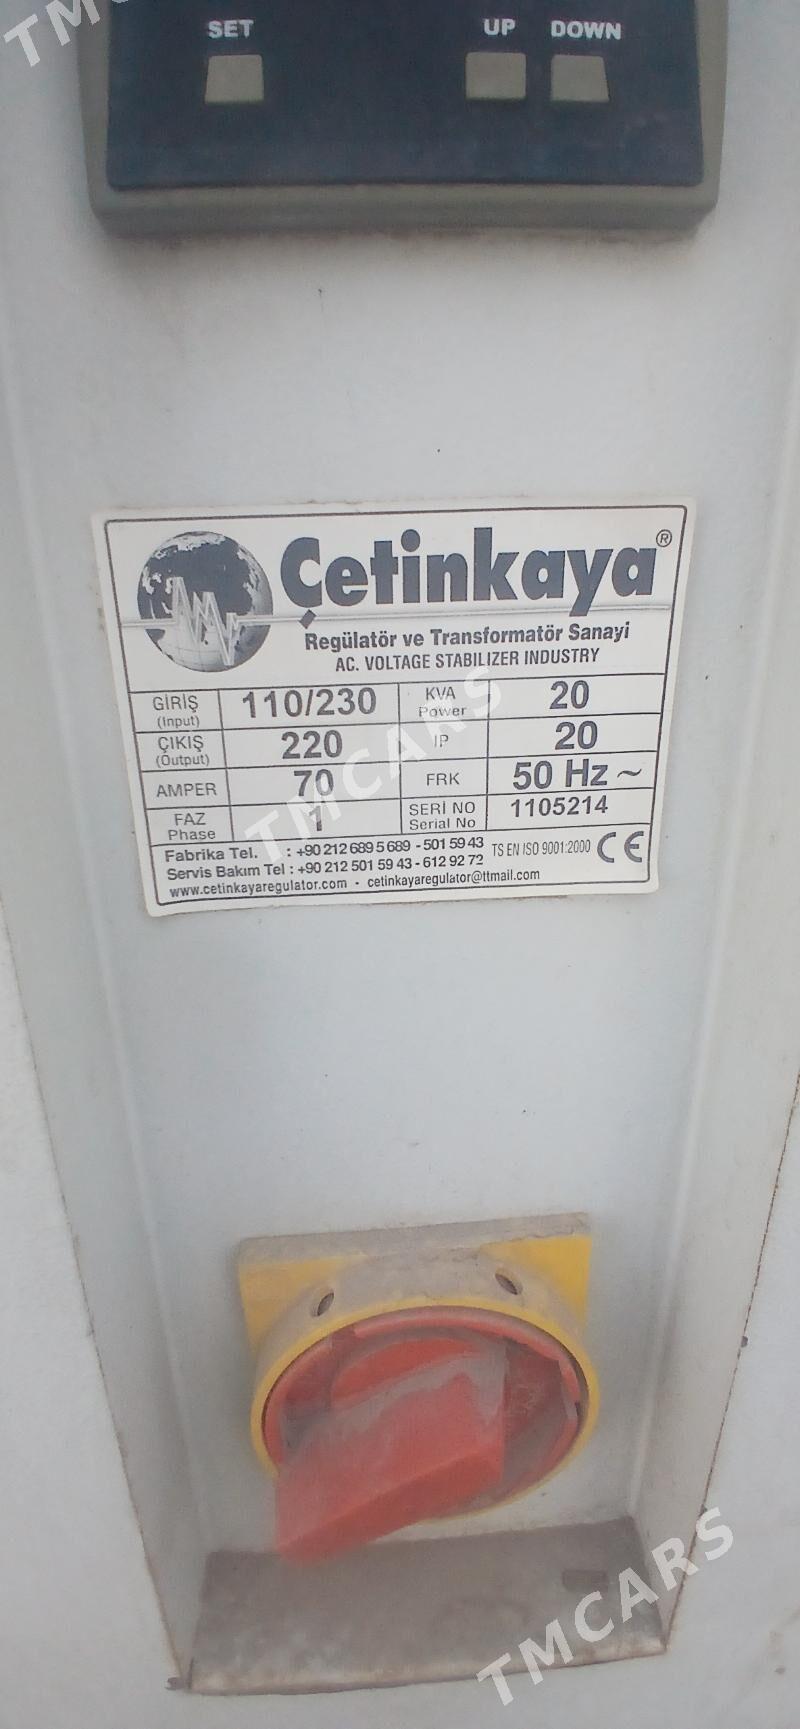 SET UP DOWN
Çetinkaya®
Regülatör ve Transformatör Sanayi
AC. VOLTAGE STABILIZER INDUSTRY
GİRİŞ (Input) 110/230 KVA Power 20
ÇIKIŞ (Output) 220 IP 20
AMPER 70 FRK 50 Hz ~
FAZ Phase 1 SERİ NO Serial No 1105214
Fabrika Tel. : +90 212 689 5 689 - 501 59 43 TS EN ISO 9001:2000 CE
Servis Bakım Tel : +90 212 501 59 43 - 612 92 72
www.cetinkayaregulator.com - cetinkayaregulator@ttmail.com
TMCARS
TMCARS